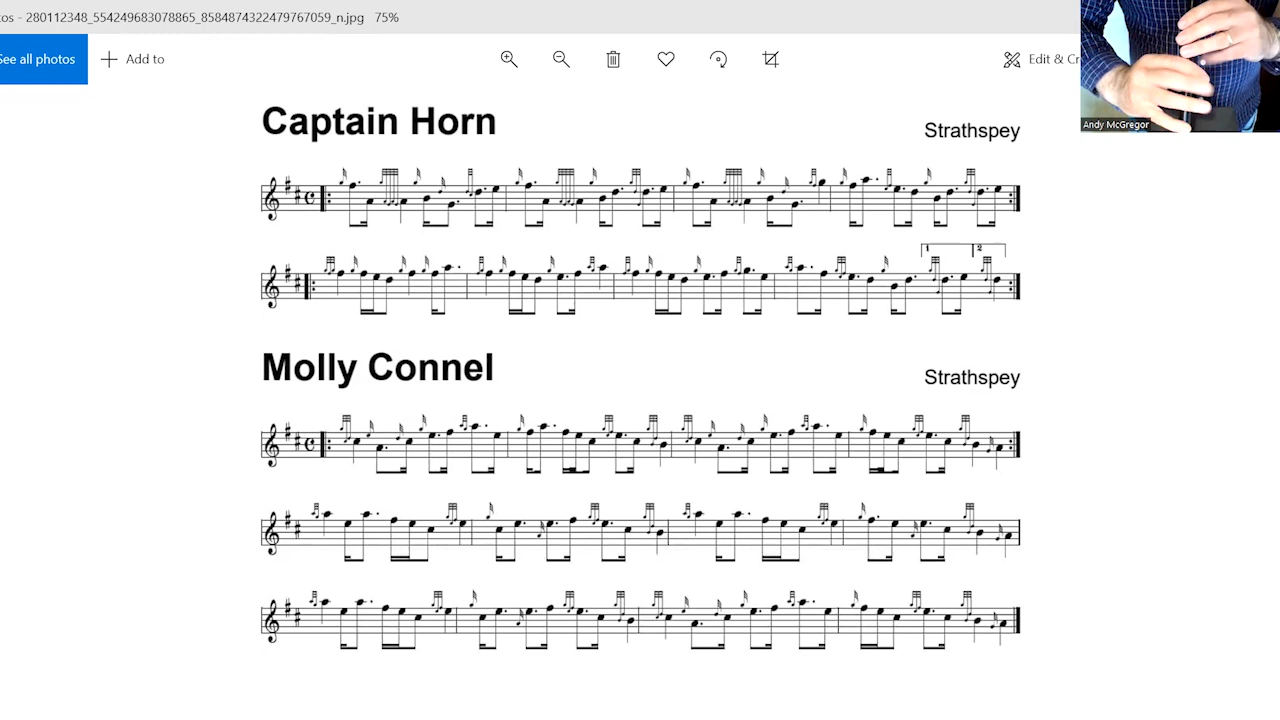 tos - 280112348_554249683078865_8584874322479767059_n.jpg 75%
See all photos
Add to
Edit & Cr
Andy McGregor
Captain Horn
Strathspey
1 2
Molly Connel
Strathspey